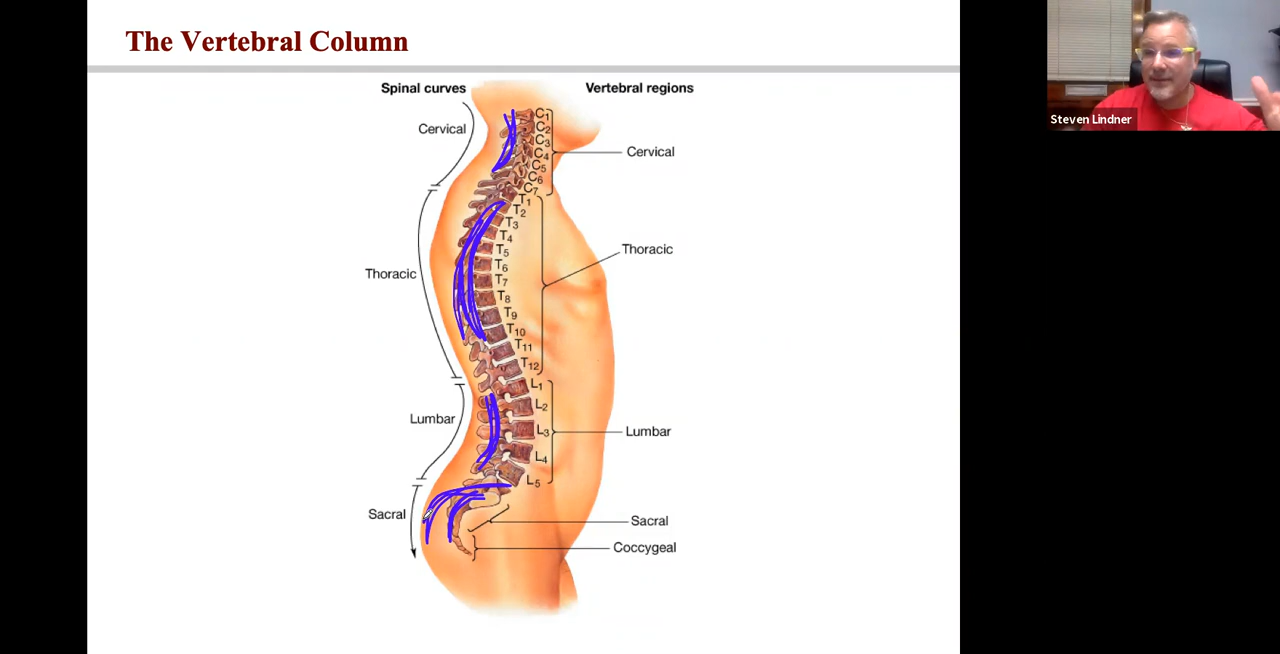 The Vertebral Column
Spinal curves
Vertebral regions
Cervical
Thoracic
Lumbar
Sacral
C1
C2
C3
C4
C5
C6
C7
T1
T2
T3
T4
T5
T6
T7
T8
T9
T10
T11
T12
L1
L2
L3
L4
L5
Cervical
Thoracic
Lumbar
Sacral
Coccygeal
Steven Lindner